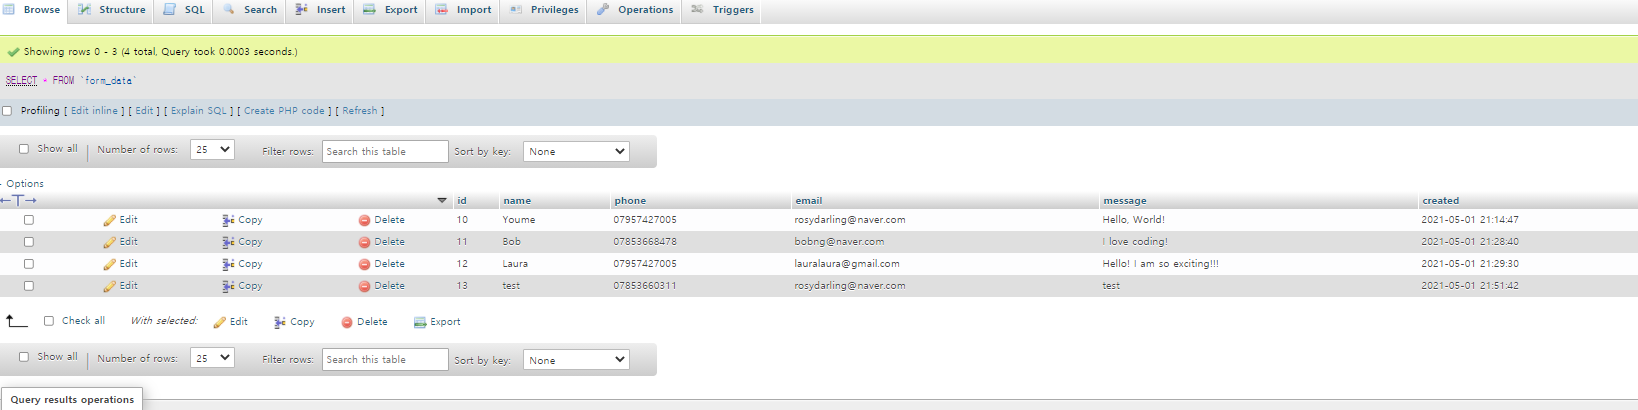 Browse Structure SQL Search Insert Export Import Privileges Operations Triggers
Showing rows 0 - 3 (4 total, Query took 0.0003 seconds.)
SELECT * FROM `form_data`
Profiling [ Edit inline ] [ Edit ] [ Explain SQL ] [ Create PHP code ] [ Refresh ]
Show all Number of rows: 25 Filter rows: Search this table Sort by key: None
- Options
←T→ id name phone email message created
Edit Copy Delete 10 Youme 07957427005 rosydarling@naver.com Hello, World! 2021-05-01 21:14:47
Edit Copy Delete 11 Bob 07853668478 bobng@naver.com I love coding! 2021-05-01 21:28:40
Edit Copy Delete 12 Laura 07957427005 lauralaura@gmail.com Hello! I am so exciting!!! 2021-05-01 21:29:30
Edit Copy Delete 13 test 07853660311 rosydarling@naver.com test 2021-05-01 21:51:42
Check all With selected: Edit Copy Delete Export
Show all Number of rows: 25 Filter rows: Search this table Sort by key: None
Query results operations